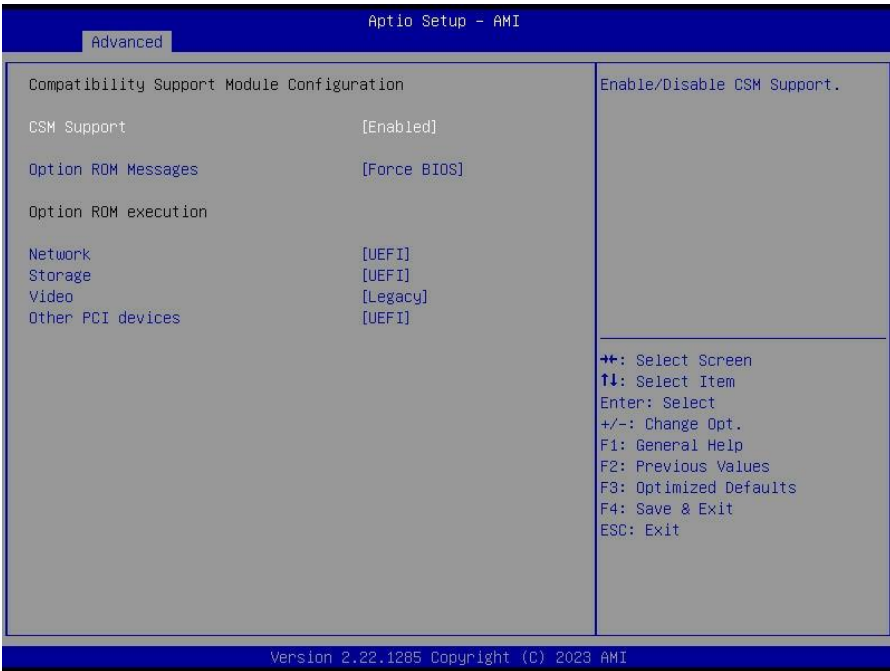 Aptio Setup - AMI
Advanced
Compatibility Support Module Configuration
CSM Support [Enabled]
Option ROM Messages [Force BIOS]
Option ROM execution
Network [UEFI]
Storage [UEFI]
Video [Legacy]
Other PCI devices [UEFI]
Enable/Disable CSM Support.
→←: Select Screen
↑↓: Select Item
Enter: Select
+/-: Change Opt.
F1: General Help
F2: Previous Values
F3: Optimized Defaults
F4: Save & Exit
ESC: Exit
Version 2.22.1285 Copyright (C) 2023 AMI